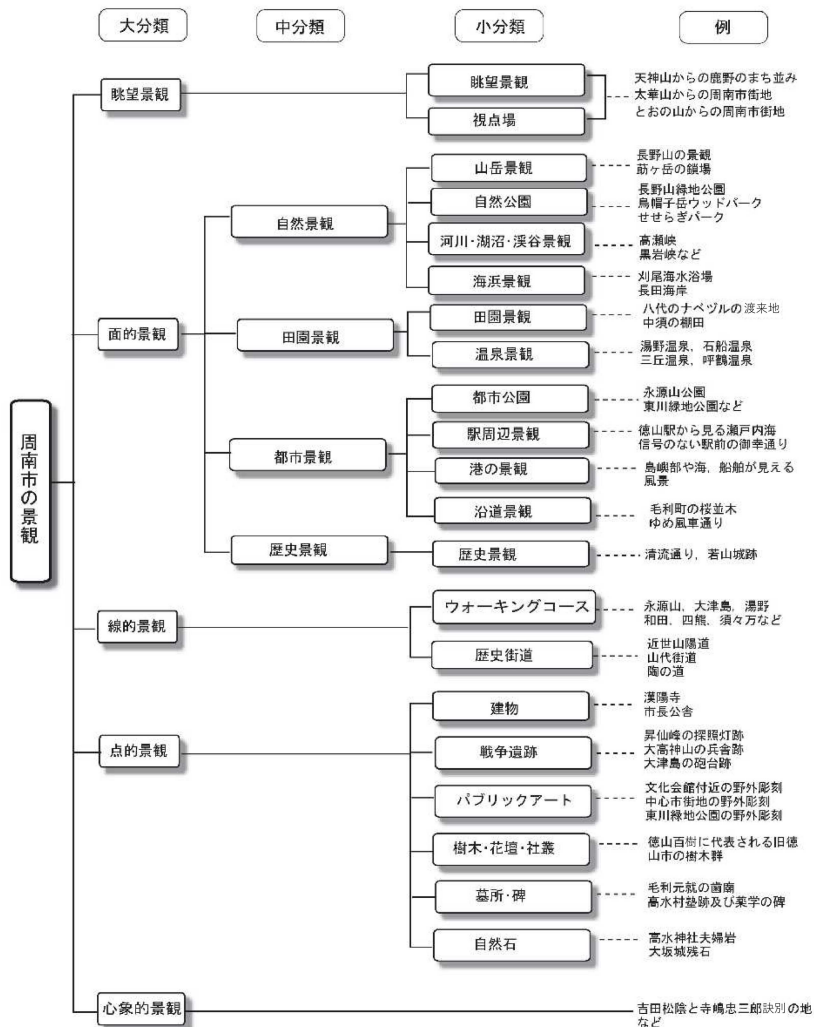 大分類
中分類
小分類
例
周南市の景観
眺望景観
眺望景観
視点場
天神山からの鹿野のまち並み
太華山からの周南市街地
とおの山からの周南市街地
面的景観
自然景観
山岳景観
長野山の景観
莇ヶ岳の鎖場
自然公園
長野山緑地公園
烏帽子岳ウッドパーク
せせらぎパーク
河川・湖沼・渓谷景観
高瀬峡
黒岩峡など
海浜景観
刈尾海水浴場
長田海岸
田園景観
田園景観
八代のナベヅルの渡来地
中須の棚田
温泉景観
湯野温泉，石船温泉
三丘温泉，呼鶴温泉
都市景観
都市公園
永源山公園
東川緑地公園など
駅周辺景観
徳山駅から見る瀬戸内海
信号のない駅前の御幸通り
港の景観
島嶼部や海，船舶が見える
風景
沿道景観
毛利町の桜並木
ゆめ風車通り
歴史景観
歴史景観
清流通り，若山城跡
線的景観
ウォーキングコース
永源山，大津島，湯野
和田，四熊，須々万など
歴史街道
近世山陽道
山代街道
陶の道
点的景観
建物
漢陽寺
市長公舎
戦争遺跡
昇仙峰の探照灯跡
大高神山の兵舎跡
大津島の砲台跡
パブリックアート
文化会館付近の野外彫刻
中心市街地の野外彫刻
東川緑地公園の野外彫刻
樹木・花壇・社叢
徳山百樹に代表される旧徳
山市の樹木群
墓所・碑
毛利元就の歯廟
高水村塾跡及び薬学の碑
自然石
高水神社夫婦岩
大坂城残石
心象的景観
吉田松陰と寺嶋忠三郎訣別の地
など